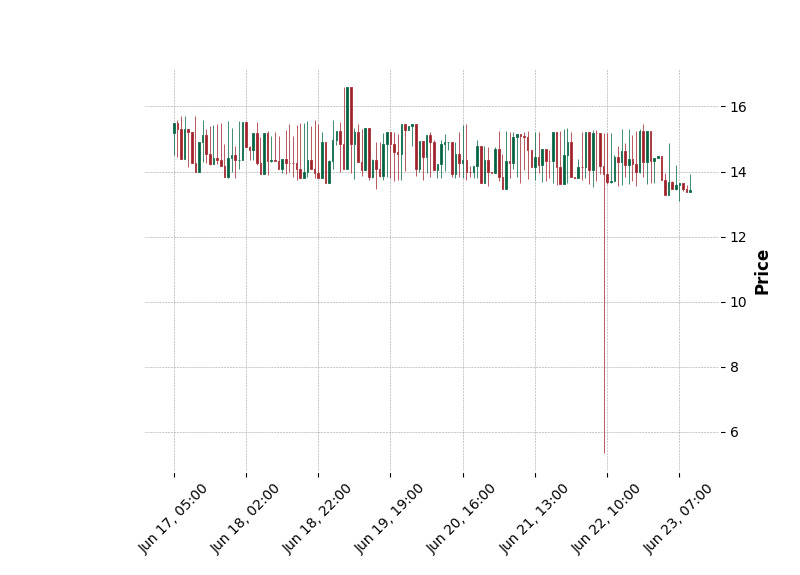 16
14
12
10
8
6
Price
Jun 17, 05:00
Jun 18, 02:00
Jun 18, 22:00
Jun 19, 19:00
Jun 20, 16:00
Jun 21, 13:00
Jun 22, 10:00
Jun 23, 07:00